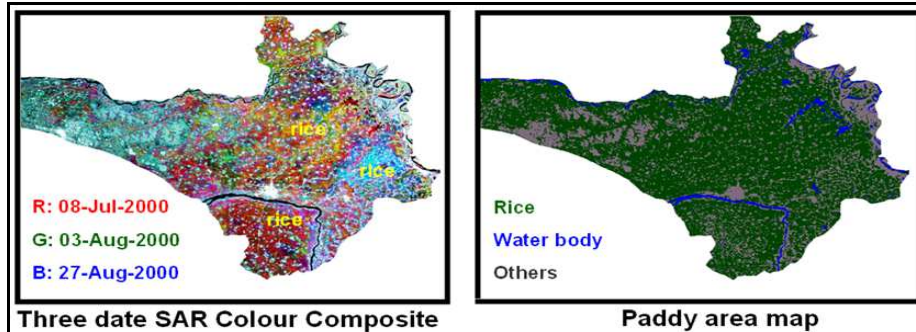 rice
rice
rice
R: 08-Jul-2000
G: 03-Aug-2000
B: 27-Aug-2000
Three date SAR Colour Composite
Rice
Water body
Others
Paddy area map